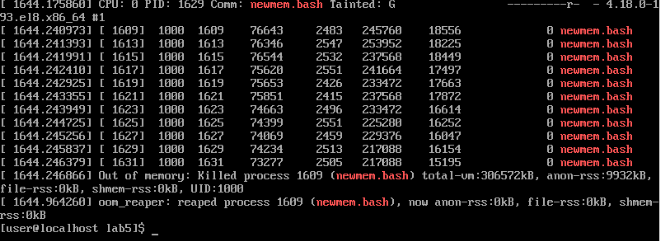 [ 1644.175860] CPU: 0 PID: 1629 Comm: newmem.bash Tainted: G           ---------r-  - 4.18.0-1
93.el8.x86_64 #1
[ 1644.240973] [ 1609]  1000  1609    76643     2483   245760    18556             0 newmem.bash
[ 1644.241393] [ 1613]  1000  1613    76346     2547   253952    18225             0 newmem.bash
[ 1644.241991] [ 1615]  1000  1615    76544     2532   237568    18449             0 newmem.bash
[ 1644.242410] [ 1617]  1000  1617    75620     2551   241664    17497             0 newmem.bash
[ 1644.242925] [ 1619]  1000  1619    75653     2426   233472    17663             0 newmem.bash
[ 1644.243355] [ 1621]  1000  1621    75851     2415   237568    17872             0 newmem.bash
[ 1644.243949] [ 1623]  1000  1623    74663     2496   233472    16614             0 newmem.bash
[ 1644.244725] [ 1625]  1000  1625    74399     2551   225280    16252             0 newmem.bash
[ 1644.245256] [ 1627]  1000  1627    74069     2459   229376    16047             0 newmem.bash
[ 1644.245837] [ 1629]  1000  1629    74234     2513   217088    16154             0 newmem.bash
[ 1644.246379] [ 1631]  1000  1631    73277     2505   217088    15195             0 newmem.bash
[ 1644.246866] Out of memory: Killed process 1609 (newmem.bash) total-vm:306572kB, anon-rss:9932kB,
file-rss:0kB, shmem-rss:0kB, UID:1000
[ 1644.964260] oom_reaper: reaped process 1609 (newmem.bash), now anon-rss:0kB, file-rss:0kB, shmem-
rss:0kB
[user@localhost lab5]$ _